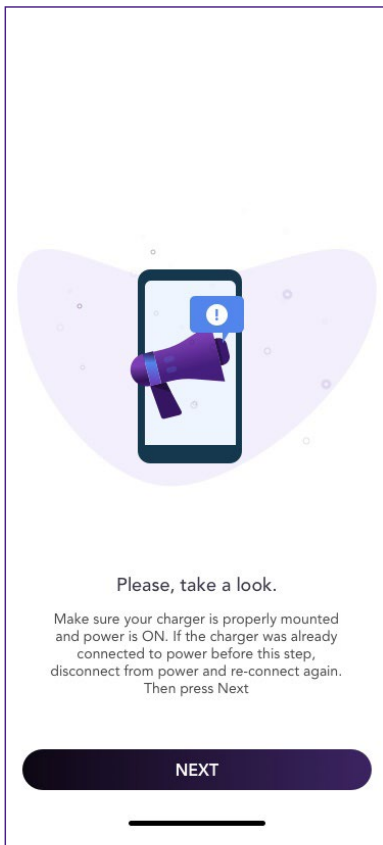 !
Please, take a look.
Make sure your charger is properly mounted
and power is ON. If the charger was already
connected to power before this step,
disconnect from power and re-connect again.
Then press Next
NEXT